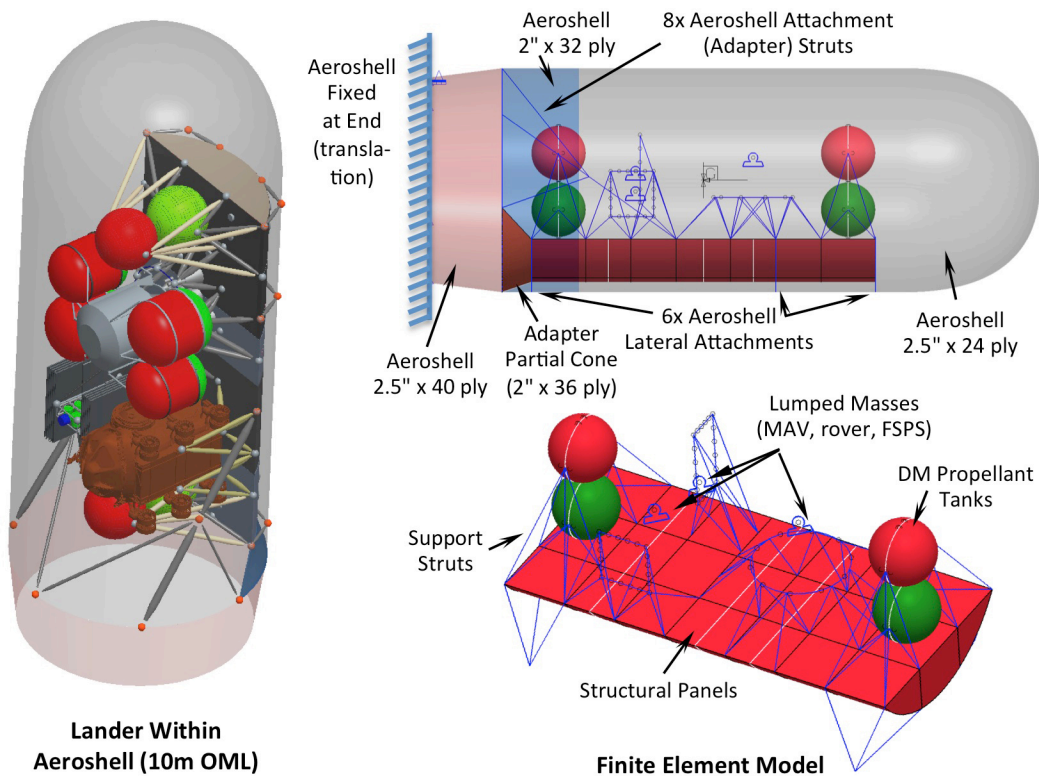 Aeroshell
2" x 32 ply
8x Aeroshell Attachment
(Adapter) Struts
Aeroshell
Fixed
at End
(transla-
tion)
Aeroshell
2.5" x 40 ply
Adapter
Partial Cone
(2" x 36 ply)
6x Aeroshell
Lateral Attachments
Aeroshell
2.5" x 24 ply
Lumped Masses
(MAV, rover, FSPS)
DM Propellant
Tanks
Support
Struts
Structural Panels
Lander Within
Aeroshell (10m OML)
Finite Element Model